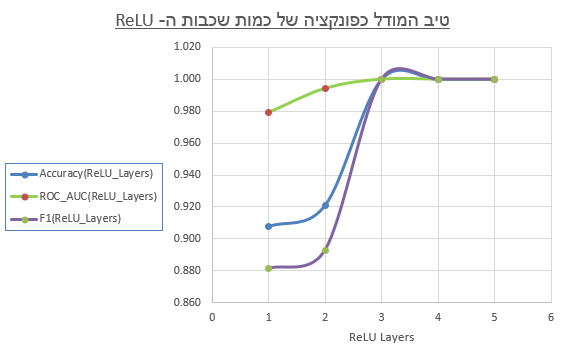 טיב המודל כפונקציה של כמות שכבות ה- ReLU
1.020
1.000
0.980
0.960
0.940
0.920
0.900
0.880
0.860
0 1 2 3 4 5 6
ReLU Layers
Accuracy(ReLU_Layers)
ROC_AUC(ReLU_Layers)
F1(ReLU_Layers)